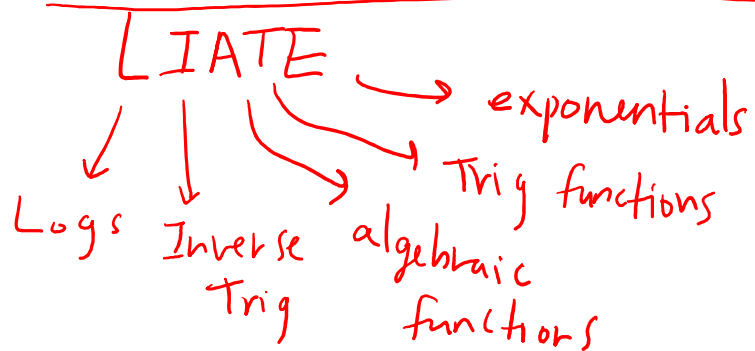 LIATE
exponentials
Trig functions
Logs
Inverse
Trig
algebraic
functions